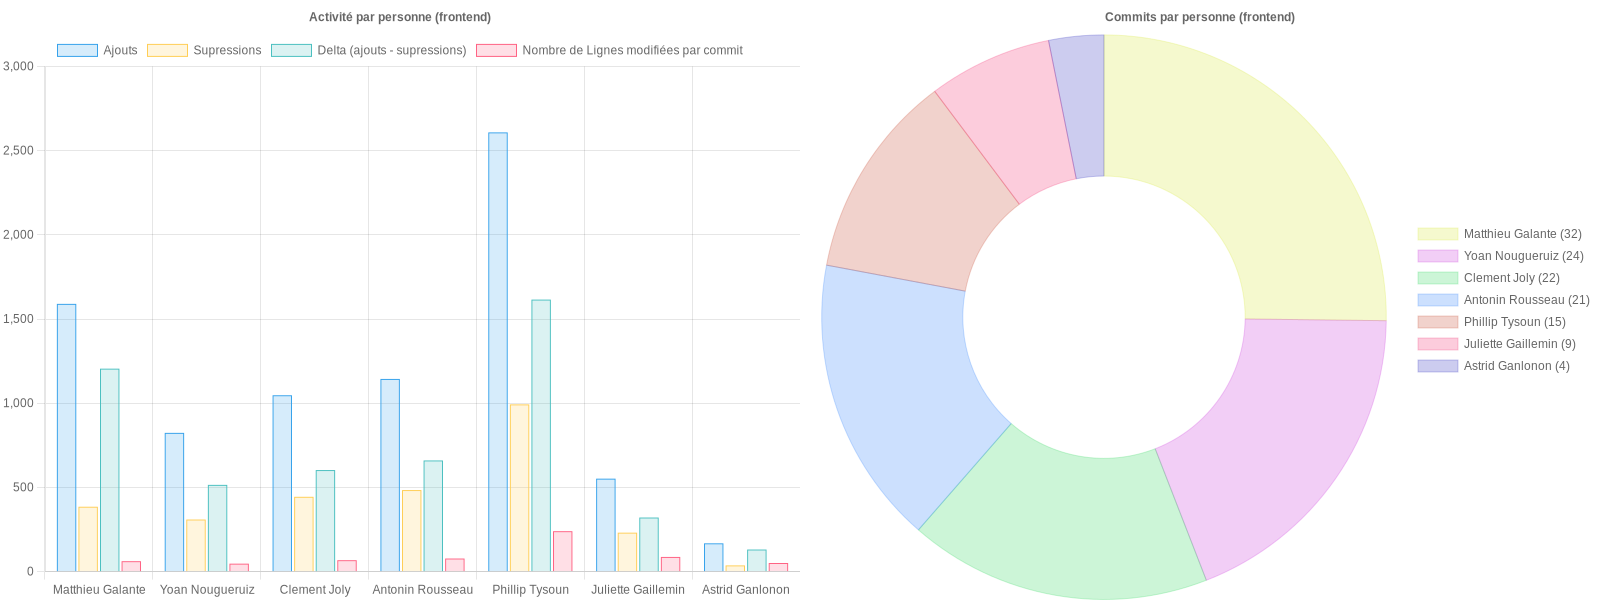 Activité par personne (frontend)
Ajouts
Supressions
Delta (ajouts - supressions)
Nombre de Lignes modifiées par commit
3,000
2,500
2,000
1,500
1,000
500
0
Matthieu Galante
Yoan Nougueruiz
Clement Joly
Antonin Rousseau
Phillip Tysoun
Juliette Gaillemin
Astrid Ganlonon
Commits par personne (frontend)
Matthieu Galante (32)
Yoan Nougueruiz (24)
Clement Joly (22)
Antonin Rousseau (21)
Phillip Tysoun (15)
Juliette Gaillemin (9)
Astrid Ganlonon (4)